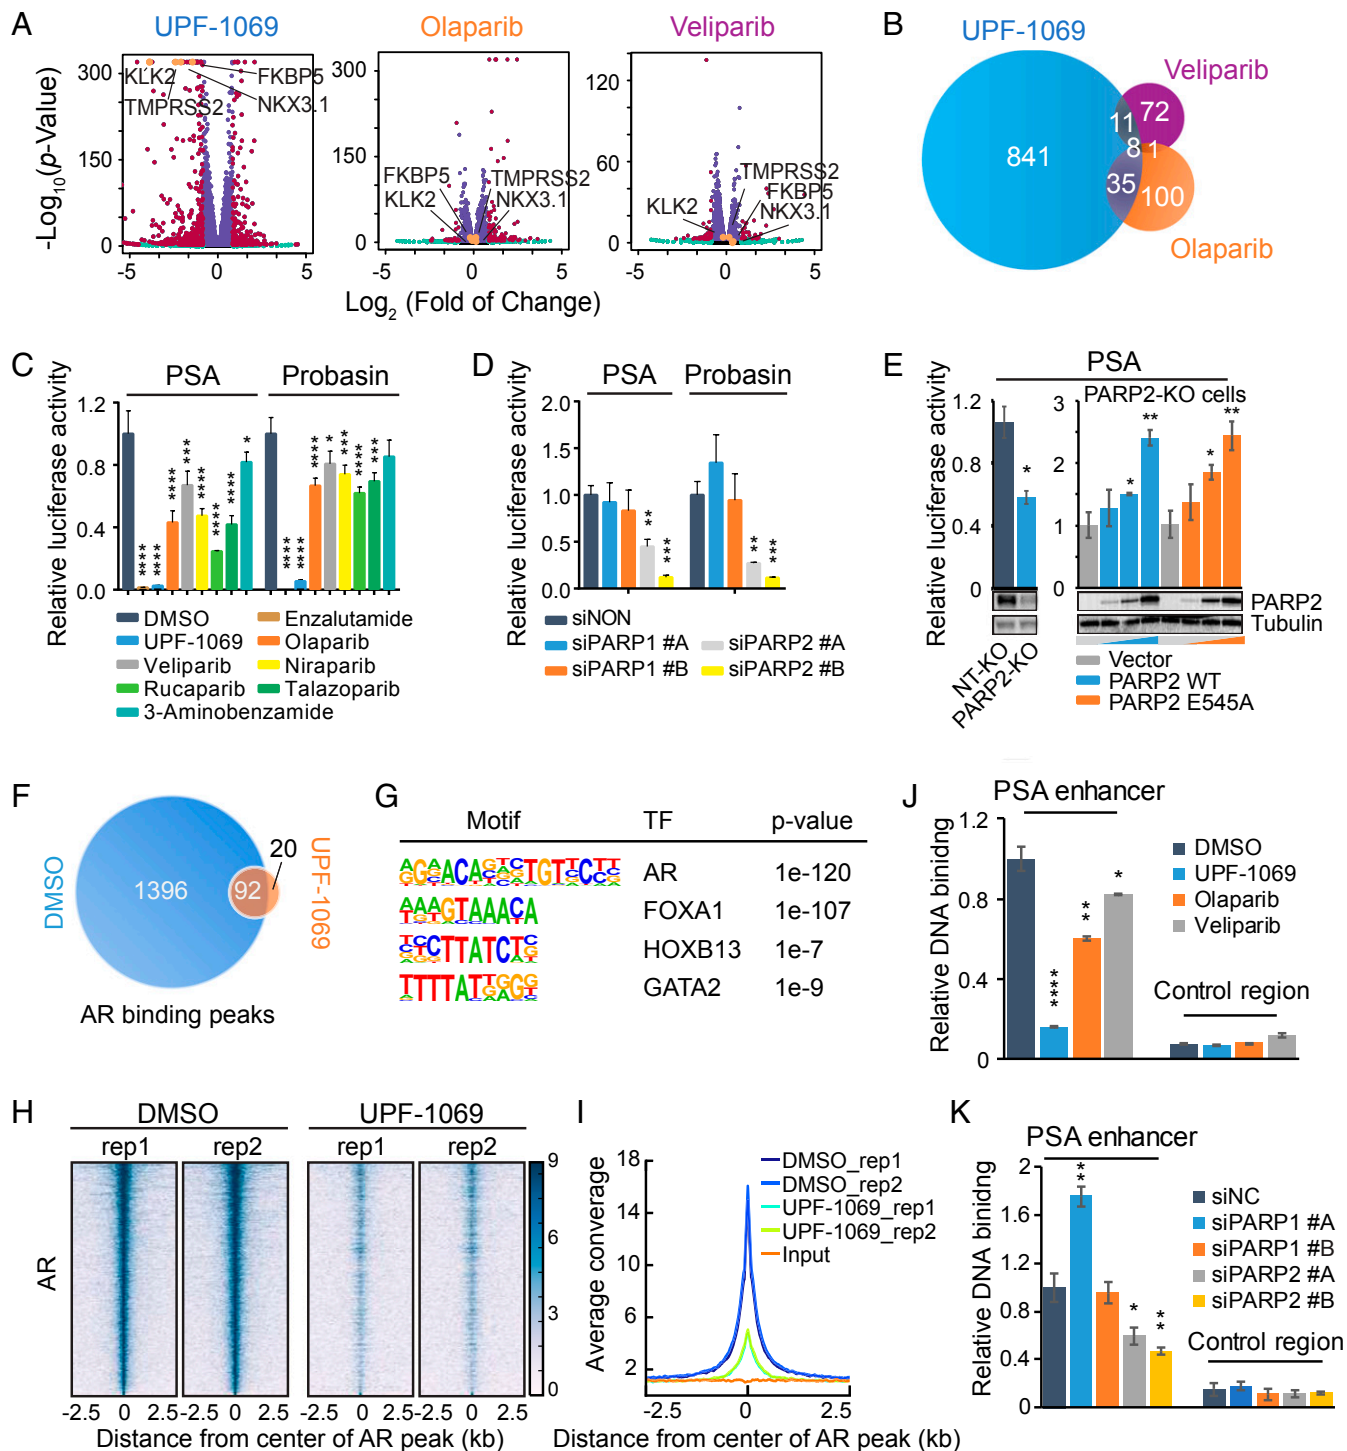 A
UPF-1069
Olaparib
Veliparib
-Log10(p-Value)
300
150
0
KLK2
FKBP5
TMPRSS2
NKX3.1
-5 0 5
300
150
0
FKBP5
KLK2
TMPRSS2
NKX3.1
-5 0 5
120
60
0
KLK2
TMPRSS2
FKBP5
NKX3.1
-5 0 5
Log2 (Fold of Change)
B
UPF-1069
Veliparib
841
11
72
8
1
35
100
Olaparib
C
Relative luciferase activity
PSA
Probasin
1.2
0.8
0.4
0.0
**** **** **** *** **** **** **** *
**** **** **** * *** **** ***
DMSO
Enzalutamide
UPF-1069
Olaparib
Veliparib
Niraparib
Rucaparib
Talazoparib
3-Aminobenzamide
D
Relative luciferase activity
PSA
Probasin
2.0
1.5
1.0
0.5
0.0
** *** ** ***
siNON
siPARP1 #A
siPARP2 #A
siPARP1 #B
siPARP2 #B
E
Relative luciferase activity
PSA
PARP2-KO cells
1.2
0.8
0.4
0
*
3
2
1
0
* ** * **
PARP2
Tubulin
NT-KO
PARP2-KO
Vector
PARP2 WT
PARP2 E545A
F
DMSO
1396
92
20
UPF-1069
AR binding peaks
G
Motif TF p-value
AR 1e-120
FOXA1 1e-107
HOXB13 1e-7
GATA2 1e-9
H
DMSO
UPF-1069
rep1 rep2 rep1 rep2
AR
9
6
3
0
-2.5 0 2.5 -2.5 0 2.5 -2.5 0 2.5 -2.5 0 2.5
Distance from center of AR peak (kb)
I
Average converage
18
14
10
6
2
DMSO_rep1
DMSO_rep2
UPF-1069_rep1
UPF-1069_rep2
Input
-2.5 0 2.5
Distance from center of AR peak (kb)
J
PSA enhancer
Relative DNA binidng
1.2
0.8
0.4
0
**** ** *
DMSO
UPF-1069
Olaparib
Veliparib
Control region
K
PSA enhancer
Relative DNA binidng
2
1.6
1.2
0.8
0.4
0
** * **
siNC
siPARP1 #A
siPARP1 #B
siPARP2 #A
siPARP2 #B
Control region